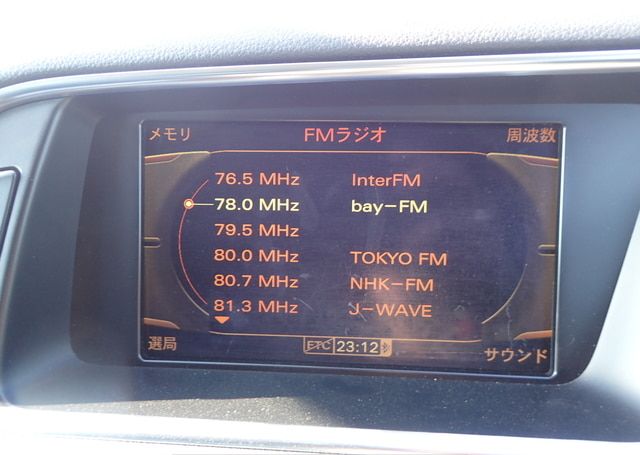 メモリ FMラジオ 周波数
76.5 MHz InterFM
78.0 MHz bay-FM
79.5 MHz
80.0 MHz TOKYO FM
80.7 MHz NHK-FM
81.3 MHz J-WAVE
選局 ETC 23:12 サウンド